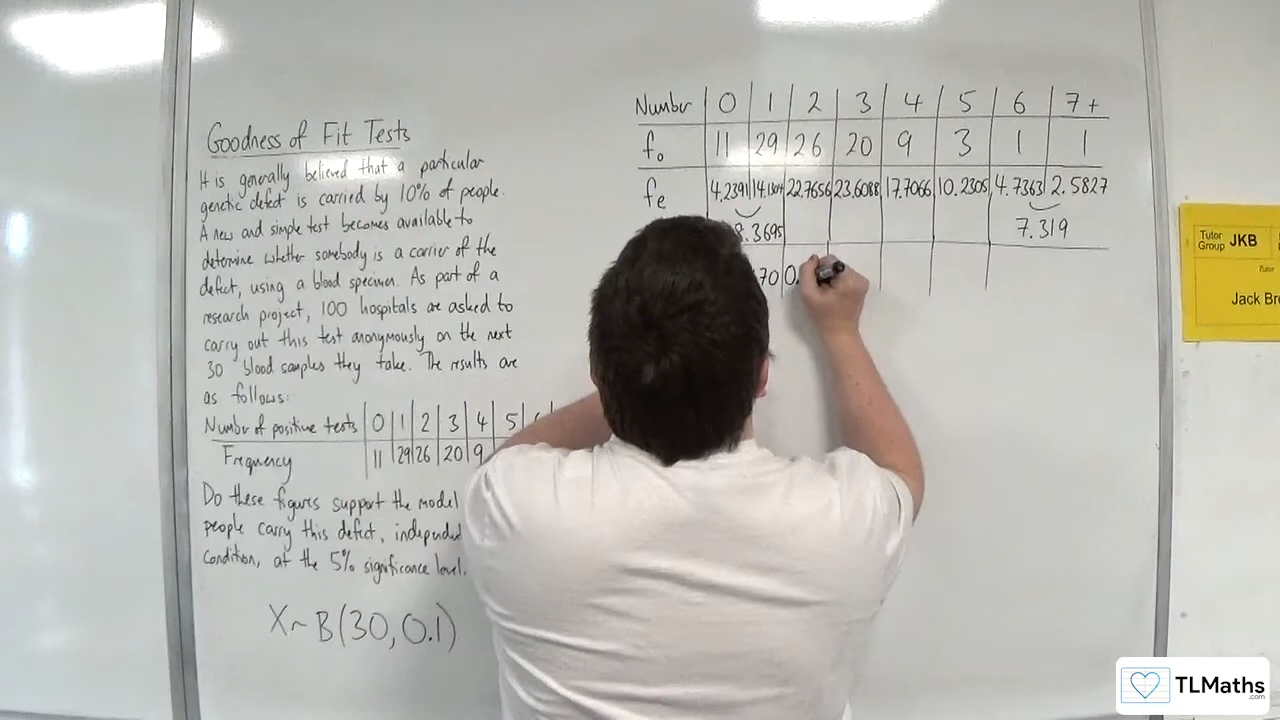 Goodness of Fit Tests
It is generally believed that a particular
genetic defect is carried by 10% of people.
A new and simple test becomes available to
determine whether somebody is a carrier of the
defect, using a blood specimen. As part of a
research project, 100 hospitals are asked to
carry out this test anonymously on the next
30 blood samples they take. The results are
as follows:
Number of positive tests 0 1 2 3 4 5
Frequency 11 29 26 20 9
Do these figures support the model
people carry this defect,
condition, at the 5% significance level.
X~B(30, 0.1)
Number 0 1 2 3 4 5 6 7+
fo 11 29 26 20 9 3 1 1
fe 4.2391 14.1304 22.7656 23.6088 17.7066 10.2305 4.7363 2.5827
8.3695 7.319
70 0.
Tutor
Group JKB
Tutor
Jack
TLMaths
.com